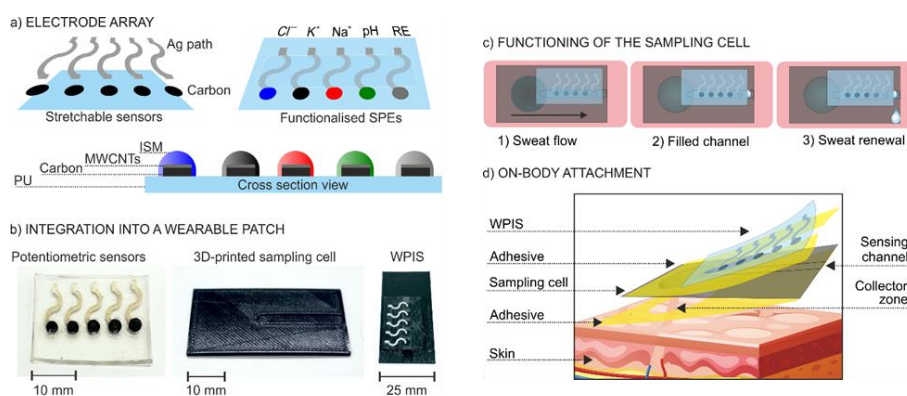 a) ELECTRODE ARRAY
Ag path
Carbon
Stretchable sensors
Cl⁻ K⁺ Na⁺ pH RE
Functionalised SPEs
ISM
MWCNTs
Carbon
PU
Cross section view
b) INTEGRATION INTO A WEARABLE PATCH
Potentiometric sensors
3D-printed sampling cell
WPIS
10 mm
10 mm
25 mm
c) FUNCTIONING OF THE SAMPLING CELL
1) Sweat flow
2) Filled channel
3) Sweat renewal
d) ON-BODY ATTACHMENT
WPIS
Adhesive
Sampling cell
Adhesive
Skin
Sensing
channel
Collector
zone